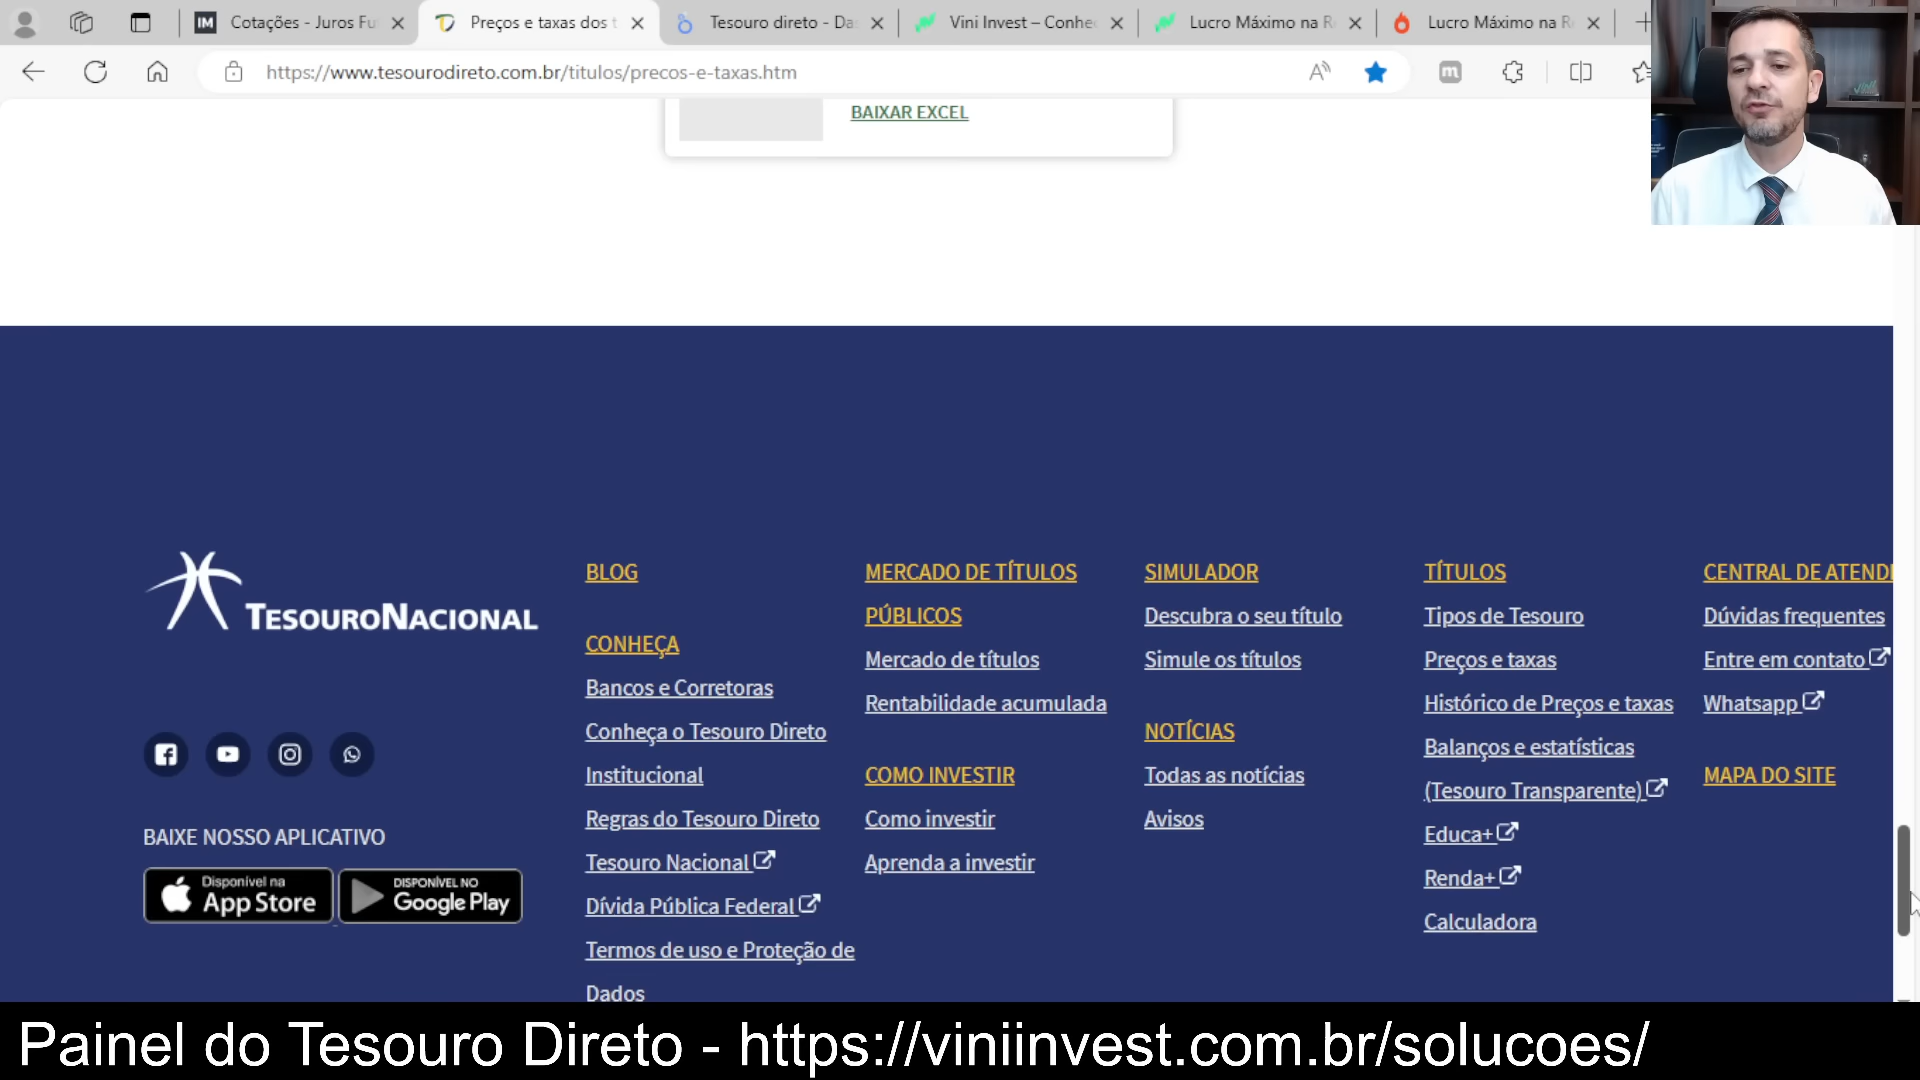 IM Cotações - Juros Fu
Preços e taxas dos t
Tesouro direto - Da
Vini Invest – Conhe
Lucro Máximo na R
Lucro Máximo na R
https://www.tesourodireto.com.br/titulos/precos-e-taxas.htm
BAIXAR EXCEL
TESOURONACIONAL
BAIXE NOSSO APLICATIVO
Disponível na
App Store
DISPONÍVEL NO
Google Play
BLOG
CONHEÇA
Bancos e Corretoras
Conheça o Tesouro Direto
Institucional
Regras do Tesouro Direto
Tesouro Nacional
Dívida Pública Federal
Termos de uso e Proteção de
Dados
MERCADO DE TÍTULOS
PÚBLICOS
Mercado de títulos
Rentabilidade acumulada
COMO INVESTIR
Como investir
Aprenda a investir
SIMULADOR
Descubra o seu título
Simule os títulos
NOTÍCIAS
Todas as notícias
Avisos
TÍTULOS
Tipos de Tesouro
Preços e taxas
Histórico de Preços e taxas
Balanços e estatísticas
(Tesouro Transparente)
Educa+
Renda+
Calculadora
CENTRAL DE ATEND
Dúvidas frequentes
Entre em contato
Whatsapp
MAPA DO SITE
Painel do Tesouro Direto - https://viniinvest.com.br/solucoes/